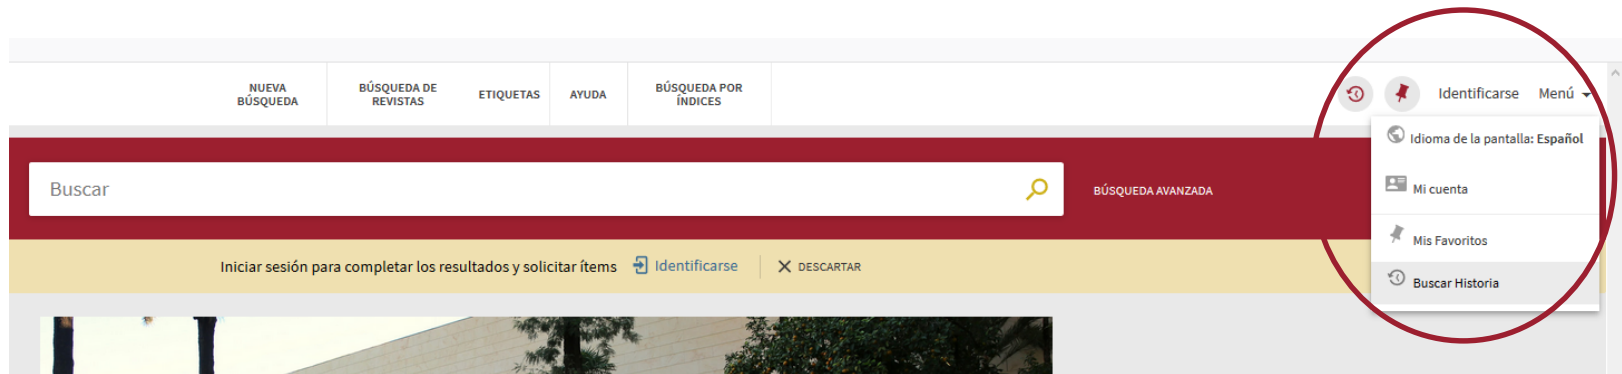 NUEVA
BÚSQUEDA
BÚSQUEDA DE
REVISTAS
ETIQUETAS
AYUDA
BÚSQUEDA POR
ÍNDICES
Identificarse
Menú
Idioma de la pantalla: Español
Mi cuenta
Mis Favoritos
Buscar Historia
Buscar
BÚSQUEDA AVANZADA
Iniciar sesión para completar los resultados y solicitar ítems
Identificarse
DESCARTAR